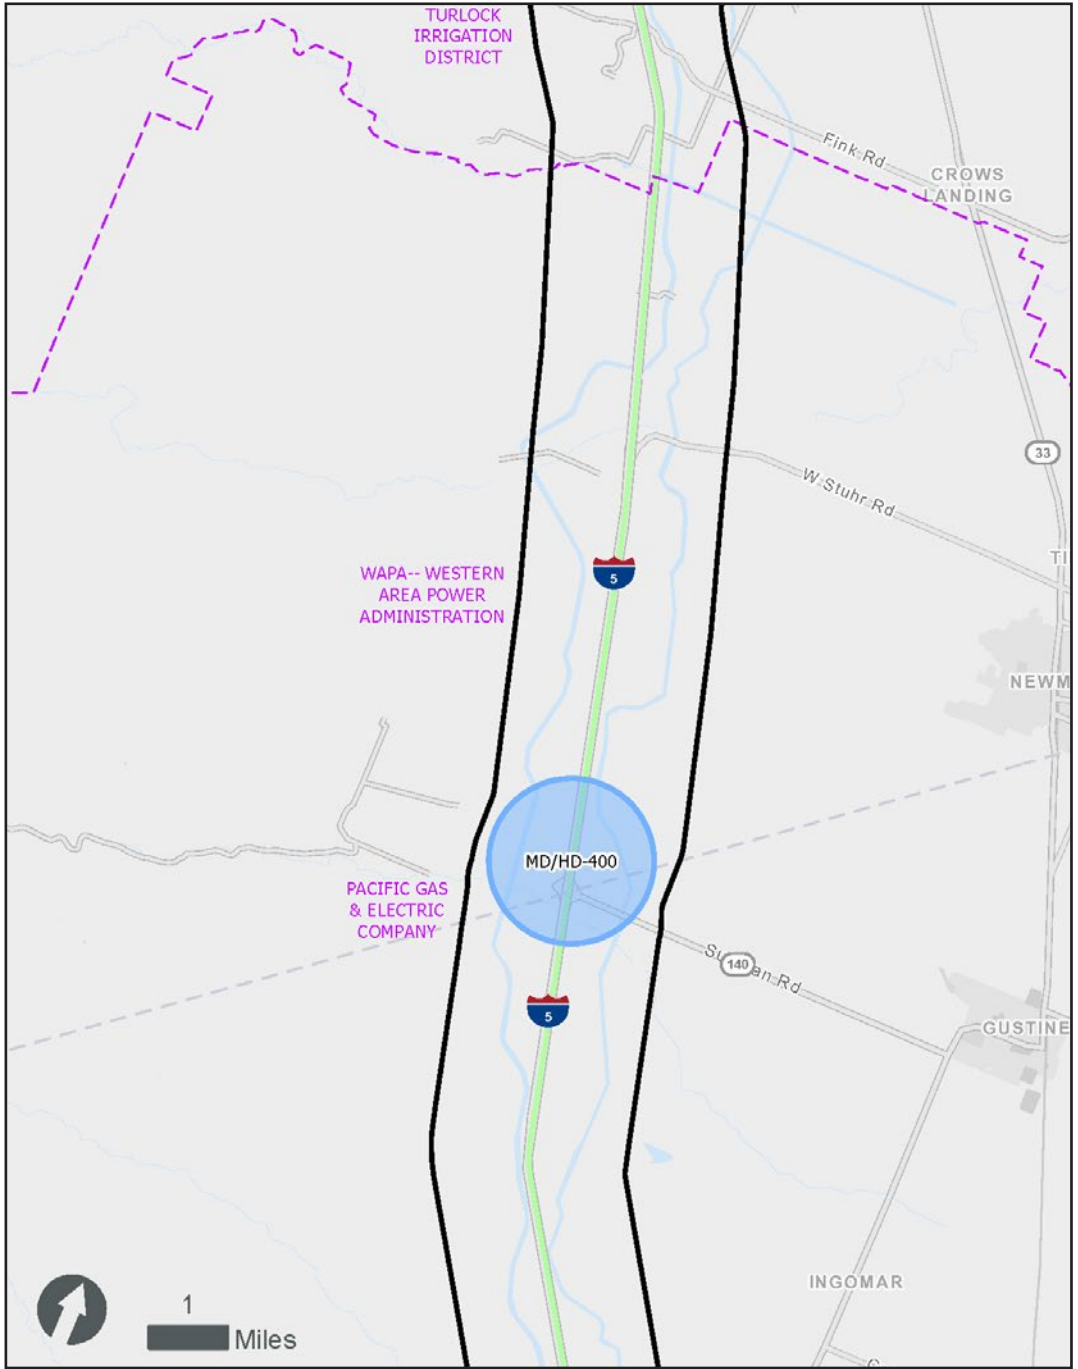 TURLOCK
IRRIGATION
DISTRICT
Fink Rd
CROWS
LANDING
33
W Stuhr Rd
TI
WAPA-- WESTERN
AREA POWER
ADMINISTRATION
5
NEWM
MD/HD-400
PACIFIC GAS
& ELECTRIC
COMPANY
140
5
GUSTINE
INGOMAR
1
Miles